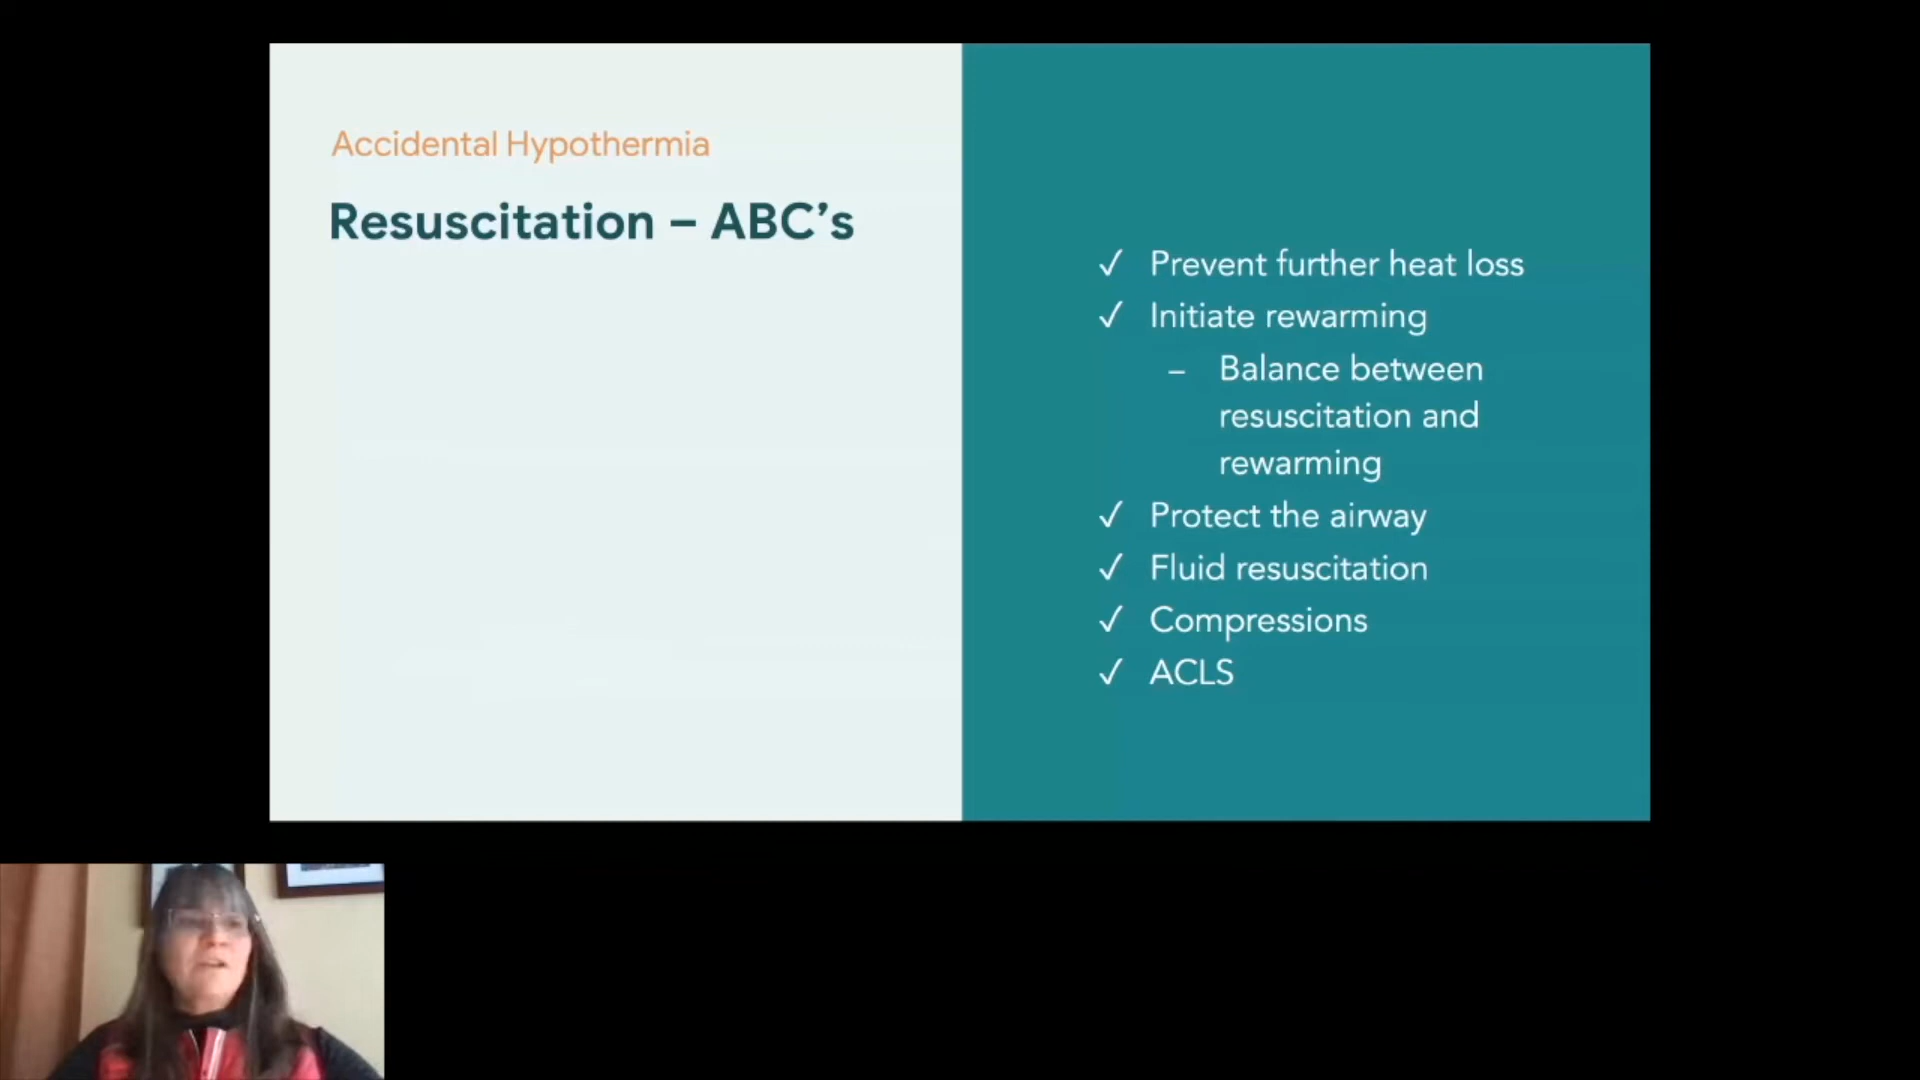 Accidental Hypothermia
Resuscitation – ABC’s
✓ Prevent further heat loss
✓ Initiate rewarming
– Balance between
resuscitation and
rewarming
✓ Protect the airway
✓ Fluid resuscitation
✓ Compressions
✓ ACLS